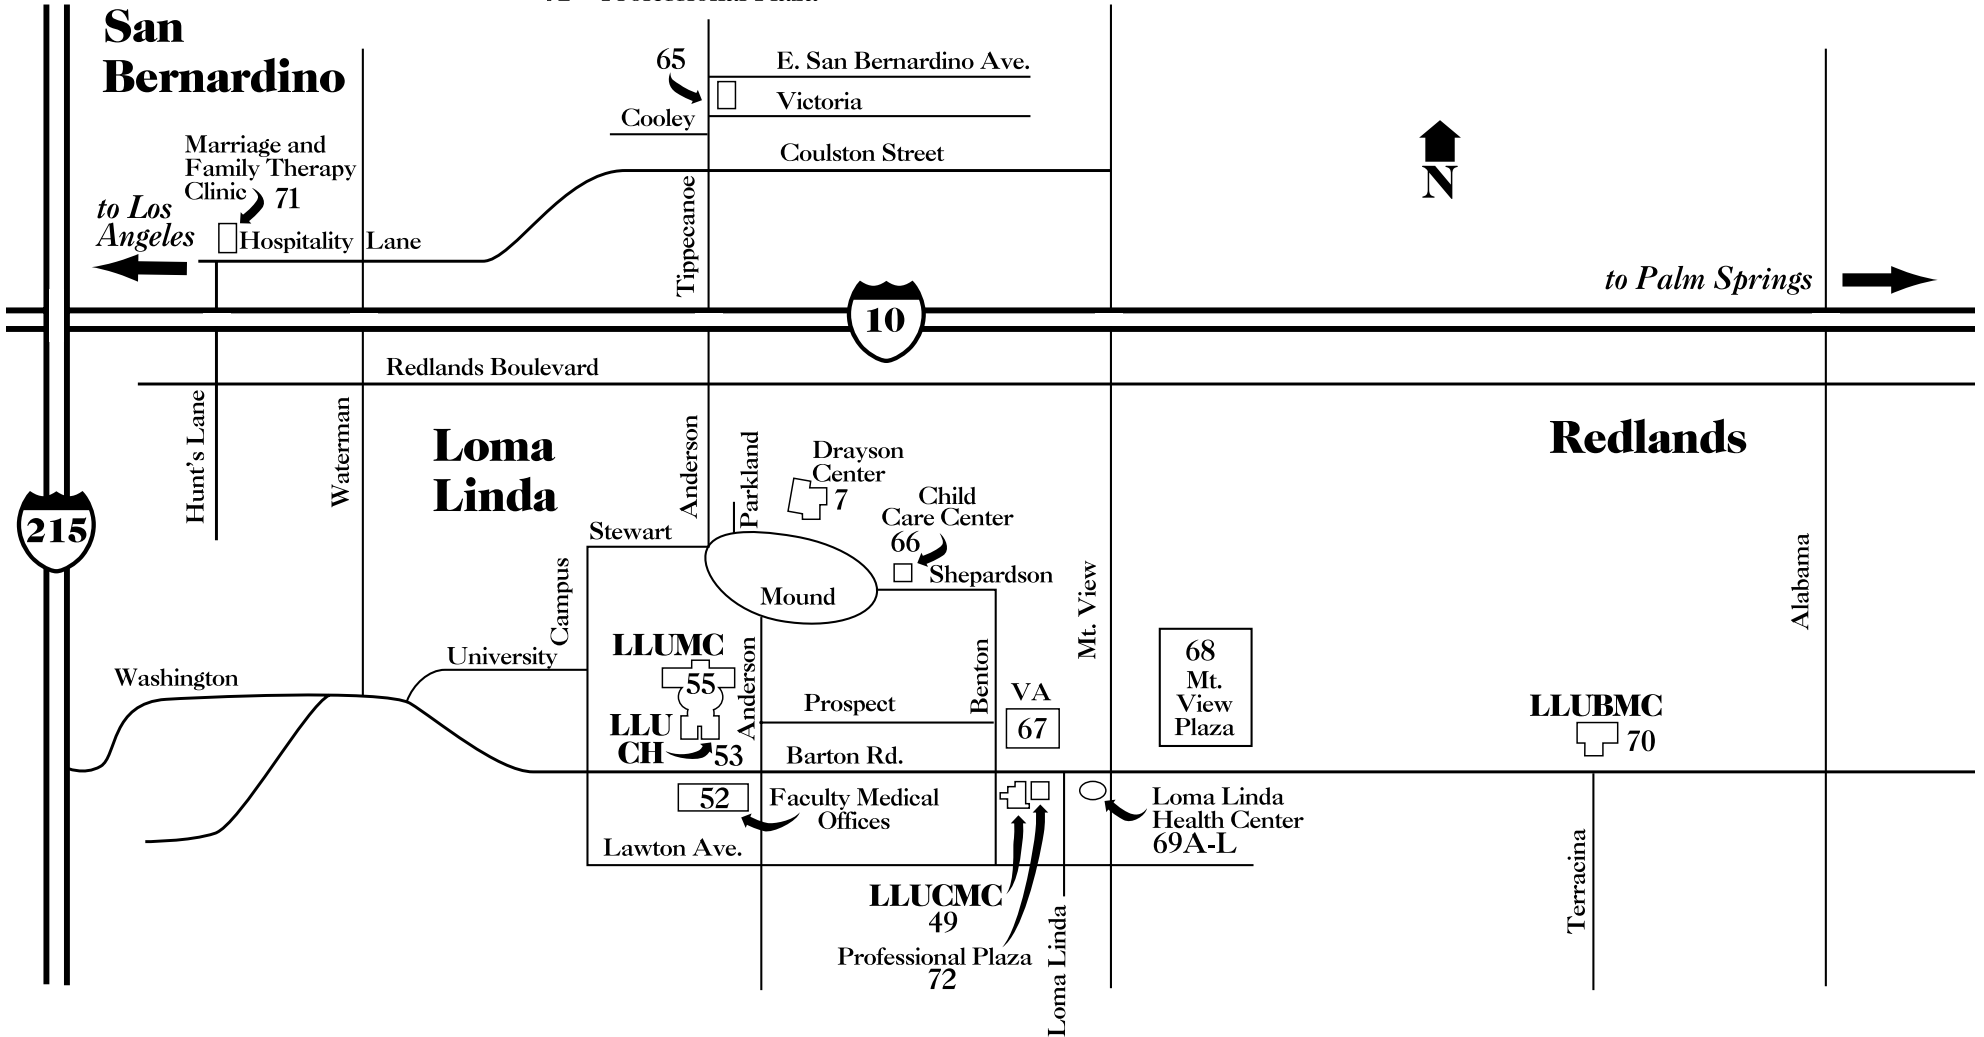 San
Bernardino
65
E. San Bernardino Ave.
Victoria
Cooley
Coulston Street
Marriage and
Family Therapy
Clinic
71
to Los
Angeles
Hospitality Lane
Tippecanoe
N
to Palm Springs
10
Redlands Boulevard
Hunt's Lane
Waterman
Loma
Linda
Anderson
Parkland
Drayson
Center
7
Child
Care Center
66
Redlands
215
Stewart
Campus
Mound
Shepardson
Mt. View
Alabama
University
LLUMC
55
Anderson
Benton
VA
67
68
Mt.
View
Plaza
Washington
Prospect
LLU
CH
53
Barton Rd.
LLUBMC
70
52
Faculty Medical
Offices
Loma Linda
Health Center
69A-L
Lawton Ave.
LLUCMC
49
Professional Plaza
72
Loma Linda
Terracina